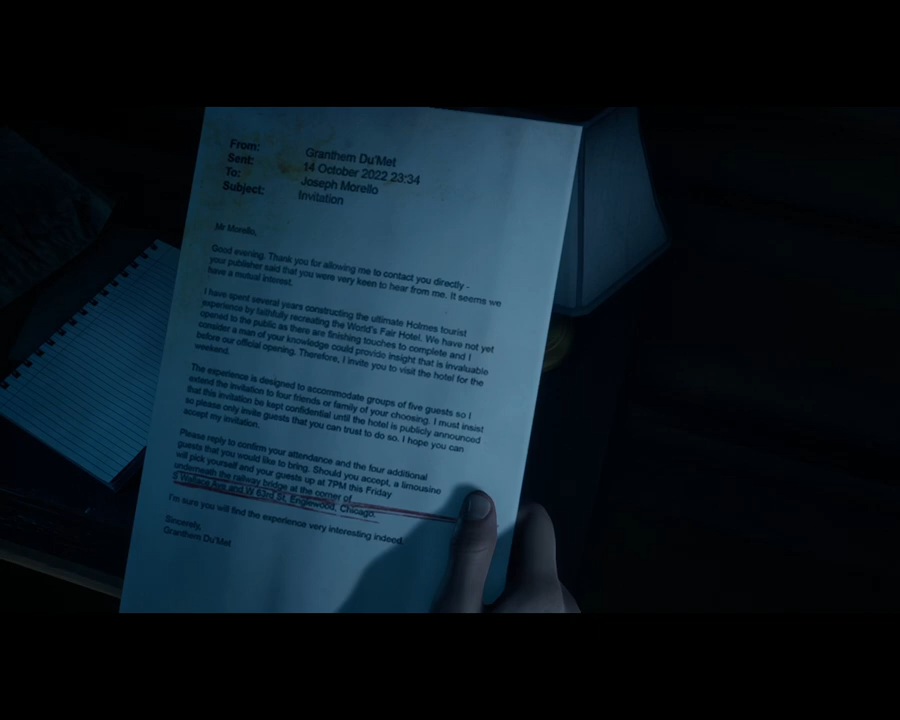 From: Granthem Du'Met
Sent: 14 October 2022 23:34
To: Joseph Morello
Subject: Invitation
Mr Morello,
Good evening. Thank you for allowing me to contact you directly -
your publisher said that you were very keen to hear from me. It seems we
have a mutual interest.
I have spent several years constructing the ultimate Holmes tourist
experience by faithfully recreating the World's Fair Hotel. We have not yet
opened to the public as there are finishing touches to complete and I
consider a man of your knowledge could provide insight that is invaluable
before our official opening. Therefore, I invite you to visit the hotel for the
weekend.
The experience is designed to accommodate groups of five guests so I
extend the invitation to four friends or family of your choosing. I must insist
that this invitation be kept confidential until the hotel is publicly announced
so please only invite guests that you can trust to do so. I hope you can
accept my invitation.
Please reply to confirm your attendance and the four additional
guests that you would like to bring. Should you accept, a limousine
will pick yourself and your guests up at 7PM this Friday
underneath the railway bridge at the corner of
S Wallace Ave and W 63rd St, Englewood, Chicago.
I'm sure you will find the experience very interesting indeed.
Sincerely,
Granthem Du'Met